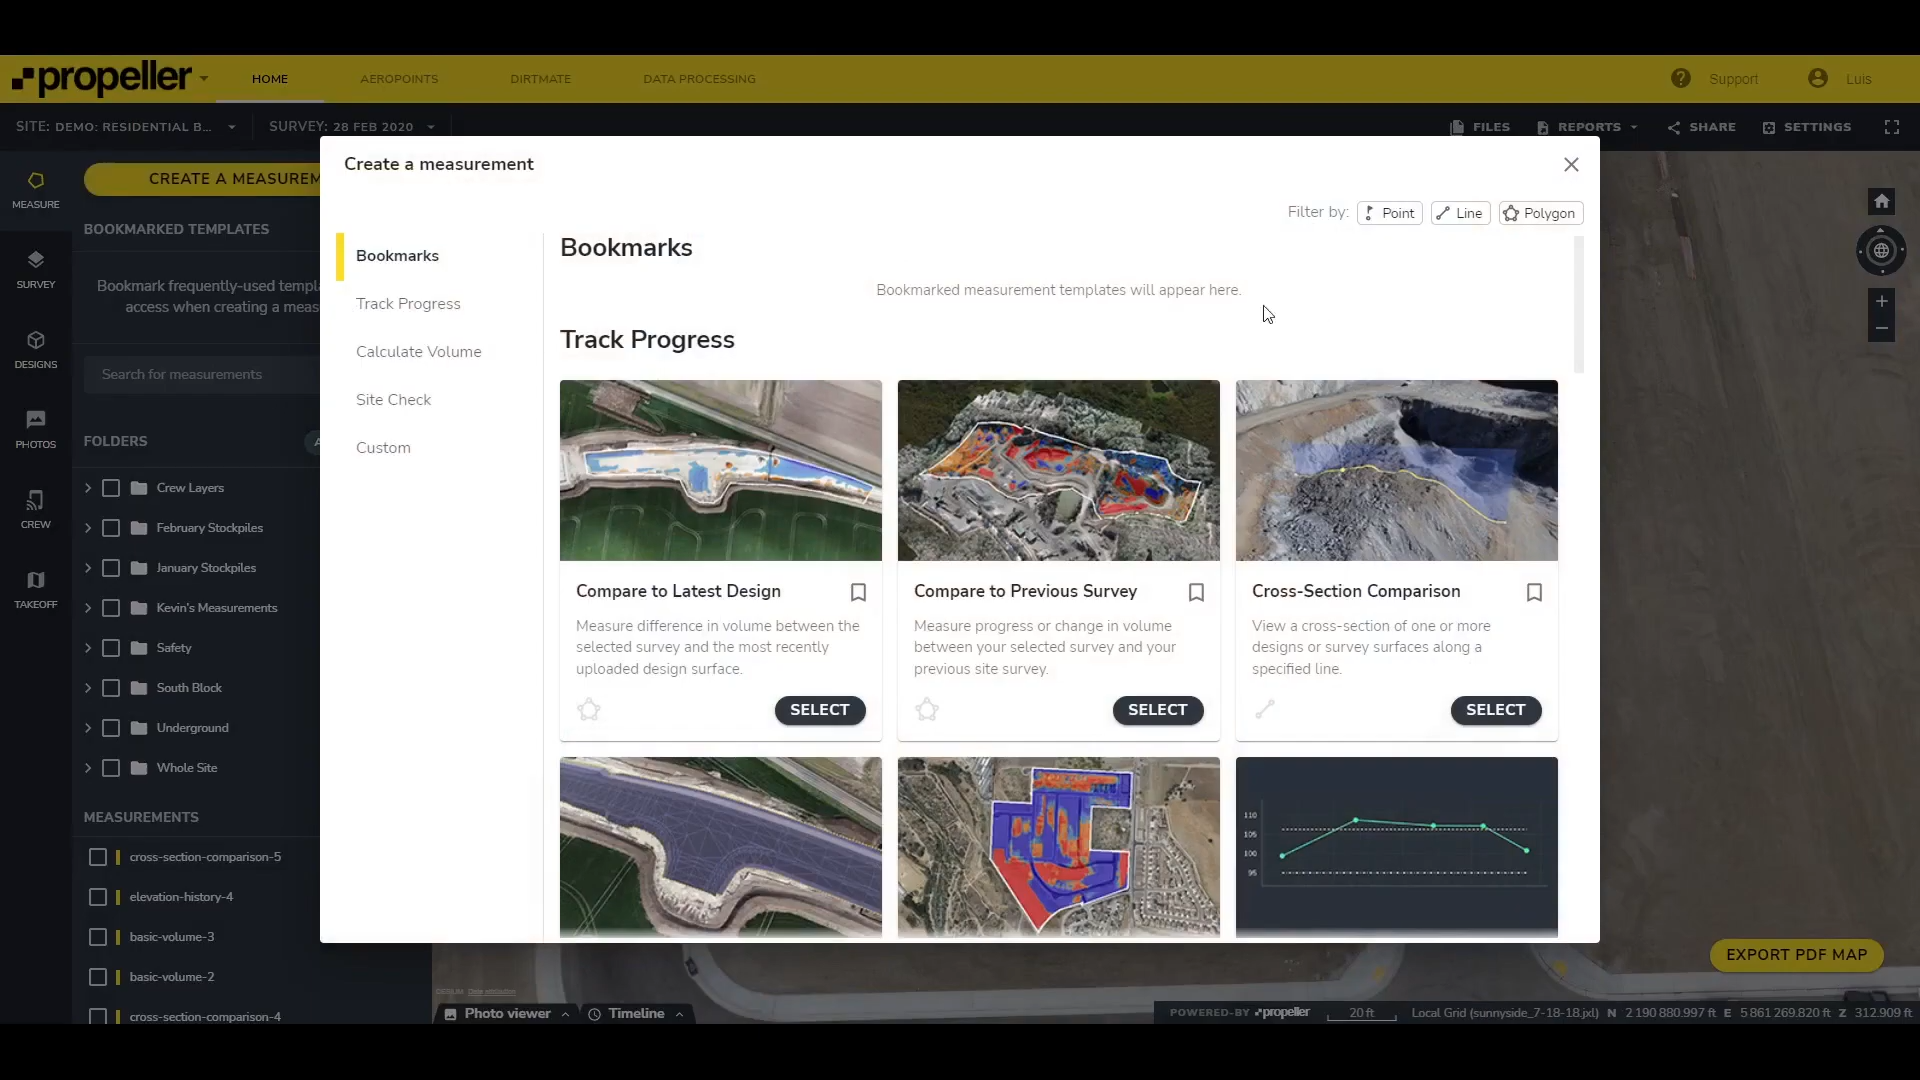 propeller
HOME
AEROPOINTS
DIRTMATE
DATA PROCESSING
Support
Luis
SITE: DEMO: RESIDENTIAL B...
SURVEY: 28 FEB 2020
FILES
REPORTS
SHARE
SETTINGS
MEASURE
SURVEY
DESIGNS
PHOTOS
CREW
TAKEOFF
CREATE A MEASUREM
BOOKMARKED TEMPLATES
Bookmark frequently-used templa
access when creating a meas
Search for measurements
FOLDERS
A
Crew Layers
February Stockpiles
January Stockpiles
Kevin's Measurements
Safety
South Block
Underground
Whole Site
MEASUREMENTS
cross-section-comparison-5
elevation-history-4
basic-volume-3
basic-volume-2
cross-section-comparison-4
Create a measurement
Filter by:
Point
Line
Polygon
Bookmarks
Track Progress
Calculate Volume
Site Check
Custom
Bookmarks
Bookmarked measurement templates will appear here.
Track Progress
Compare to Latest Design
Measure difference in volume between the
selected survey and the most recently
uploaded design surface.
SELECT
Compare to Previous Survey
Measure progress or change in volume
between your selected survey and your
previous site survey.
SELECT
Cross-Section Comparison
View a cross-section of one or more
designs or survey surfaces along a
specified line.
SELECT
110
105
100
95
EXPORT PDF MAP
Photo viewer
Timeline
POWERED-BY propeller
20 ft
Local Grid (sunnyside_7-18-18.jxl) N 2 190 880.997 ft E 5 861 269.820 ft Z 312.909 ft